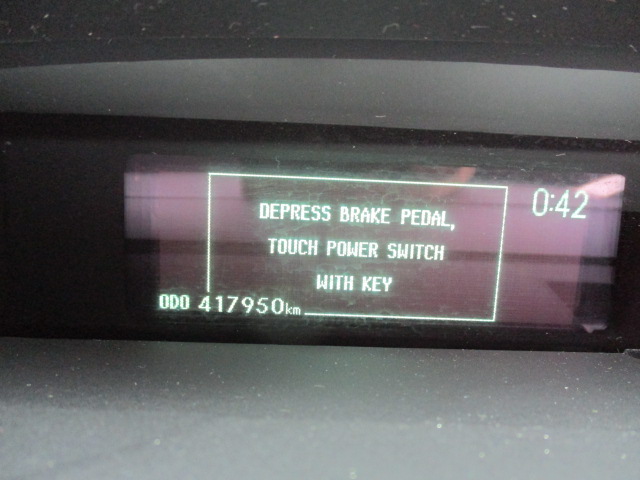 0:42
DEPRESS BRAKE PEDAL,
TOUCH POWER SWITCH
WITH KEY
ODO 417950km